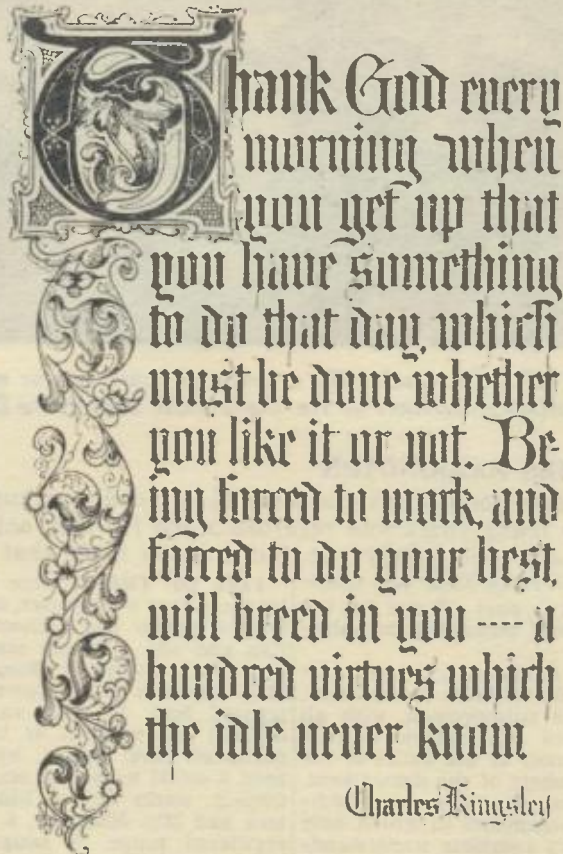 Thank God every
morning when
you get up that
you have something
to do that day, which
must be done whether
you like it or not. Be-
ing forced to work, and
forced to do your best,
will breed in you ---- a
hundred virtues which
the idle never know.
Charles Kingsley